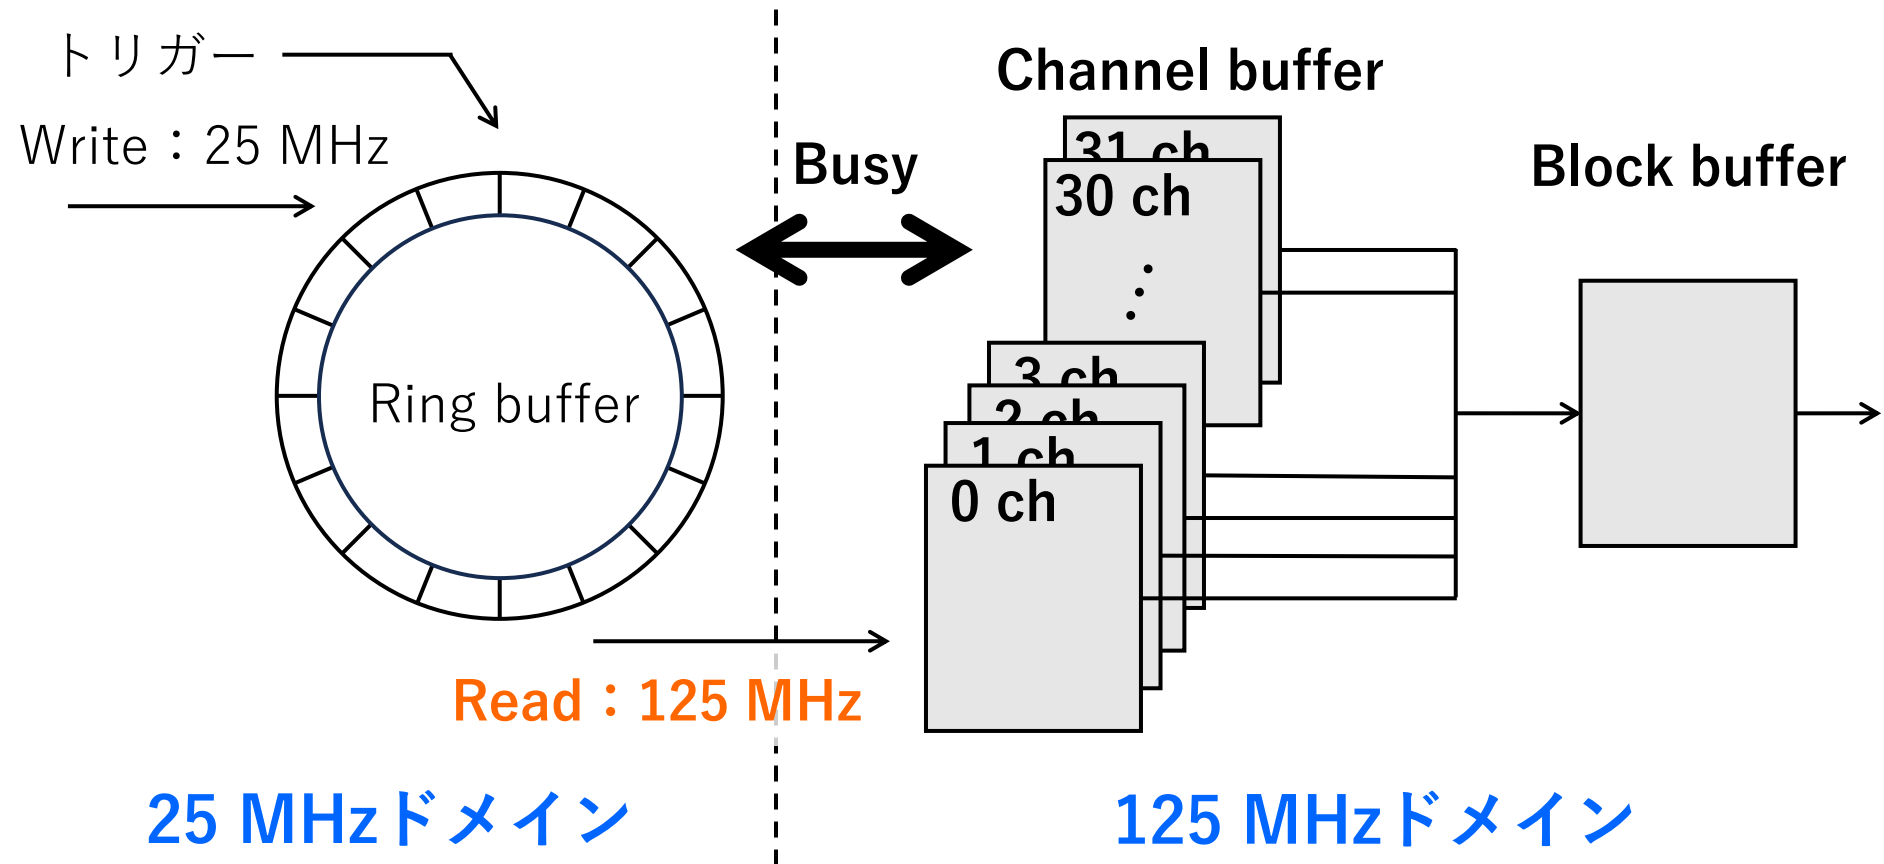 トリガー
Write：25 MHz
Ring buffer
Busy
Read：125 MHz
25 MHzドメイン
Channel buffer
31 ch
30 ch
3 ch
2 ch
1 ch
0 ch
Block buffer
125 MHzドメイン